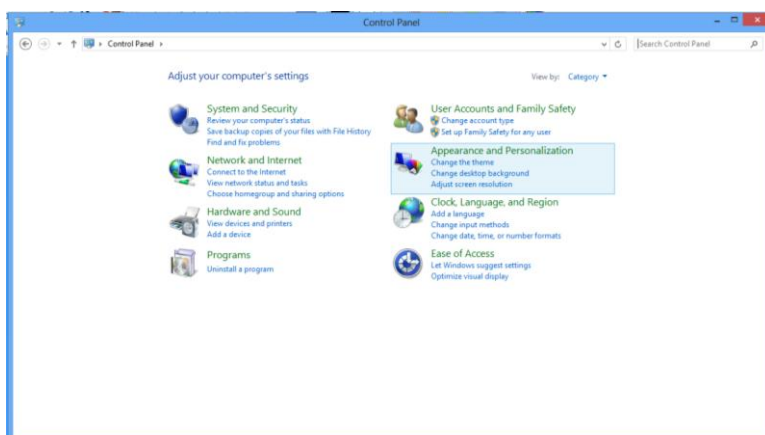 Control Panel
Control Panel
Search Control Panel
Adjust your computer's settings
View by: Category
System and Security
Review your computer's status
Save backup copies of your files with File History
Find and fix problems
Network and Internet
Connect to the Internet
View network status and tasks
Choose homegroup and sharing options
Hardware and Sound
View devices and printers
Add a device
Programs
Uninstall a program
User Accounts and Family Safety
Change account type
Set up Family Safety for any user
Appearance and Personalization
Change the theme
Change desktop background
Adjust screen resolution
Clock, Language, and Region
Add a language
Change input methods
Change date, time, or number formats
Ease of Access
Let Windows suggest settings
Optimize visual display